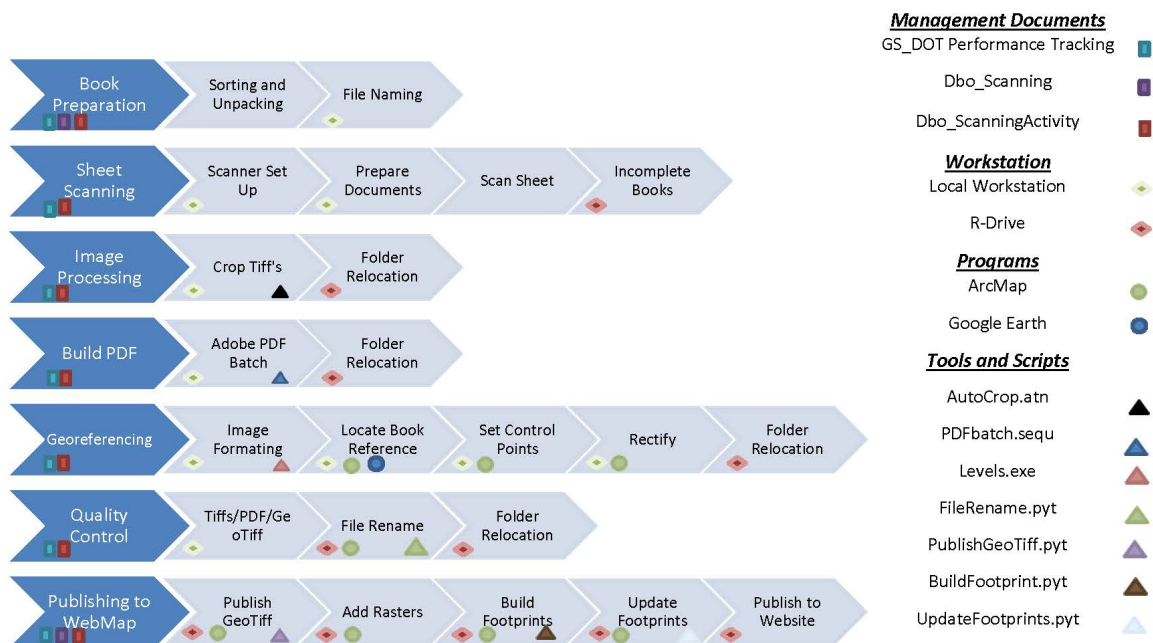 Book
Preparation
Sorting and
Unpacking
File Naming
Sheet
Scanning
Scanner Set
Up
Prepare
Documents
Scan Sheet
Incomplete
Books
Image
Processing
Crop Tiff's
Folder
Relocation
Build PDF
Adobe PDF
Batch
Folder
Relocation
Georeferencing
Image
Formating
Locate Book
Reference
Set Control
Points
Rectify
Folder
Relocation
Quality
Control
Tiffs/PDF/Ge
oTiff
File Rename
Folder
Relocation
Publishing to
WebMap
Publish
GeoTiff
Add Rasters
Build
Footprints
Update
Footprints
Publish to
Website
Management Documents
GS_DOT Performance Tracking
Dbo_Scanning
Dbo_ScanningActivity
Workstation
Local Workstation
R-Drive
Programs
ArcMap
Google Earth
Tools and Scripts
AutoCrop.atn
PDFbatch.sequ
Levels.exe
FileRename.pyt
PublishGeoTiff.pyt
BuildFootprint.pyt
UpdateFootprints.pyt